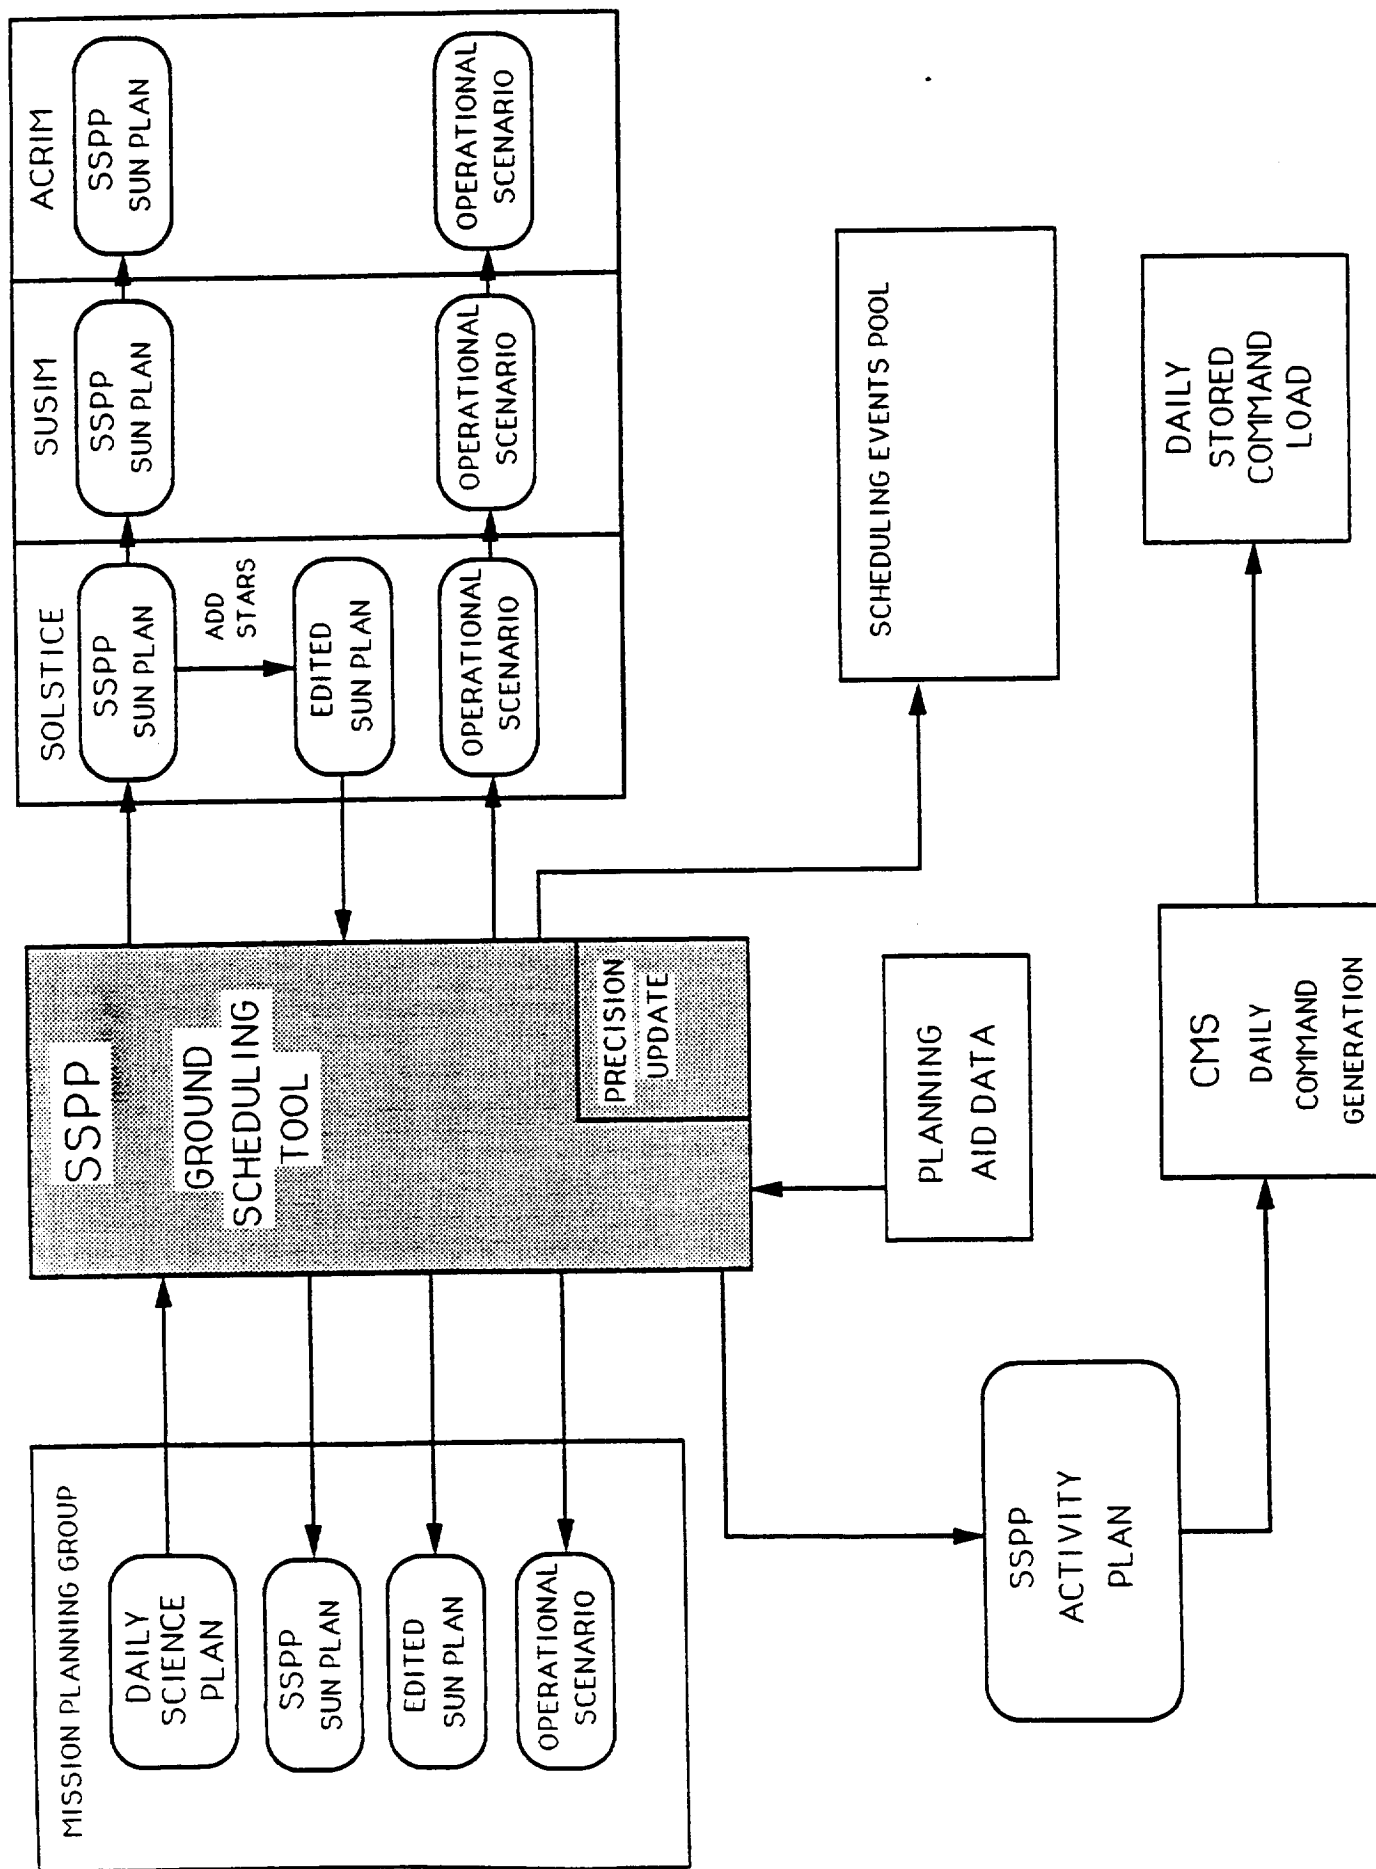 MISSION PLANNING GROUP
DAILY
SCIENCE
PLAN
SSPP
SUN PLAN
EDITED
SUN PLAN
OPERATIONAL
SCENARIO
SSPP
GROUND
SCHEDULING
TOOL
PRECISION
UPDATE
SOLSTICE
SSPP
SUN PLAN
ADD
STARS
EDITED
SUN PLAN
OPERATIONAL
SCENARIO
SUSIM
SSPP
SUN PLAN
OPERATIONAL
SCENARIO
ACRIM
SSPP
SUN PLAN
OPERATIONAL
SCENARIO
SCHEDULING EVENTS POOL
PLANNING
AID DATA
SSPP
ACTIVITY
PLAN
CMS
DAILY
COMMAND
GENERATION
DAILY
STORED
COMMAND
LOAD